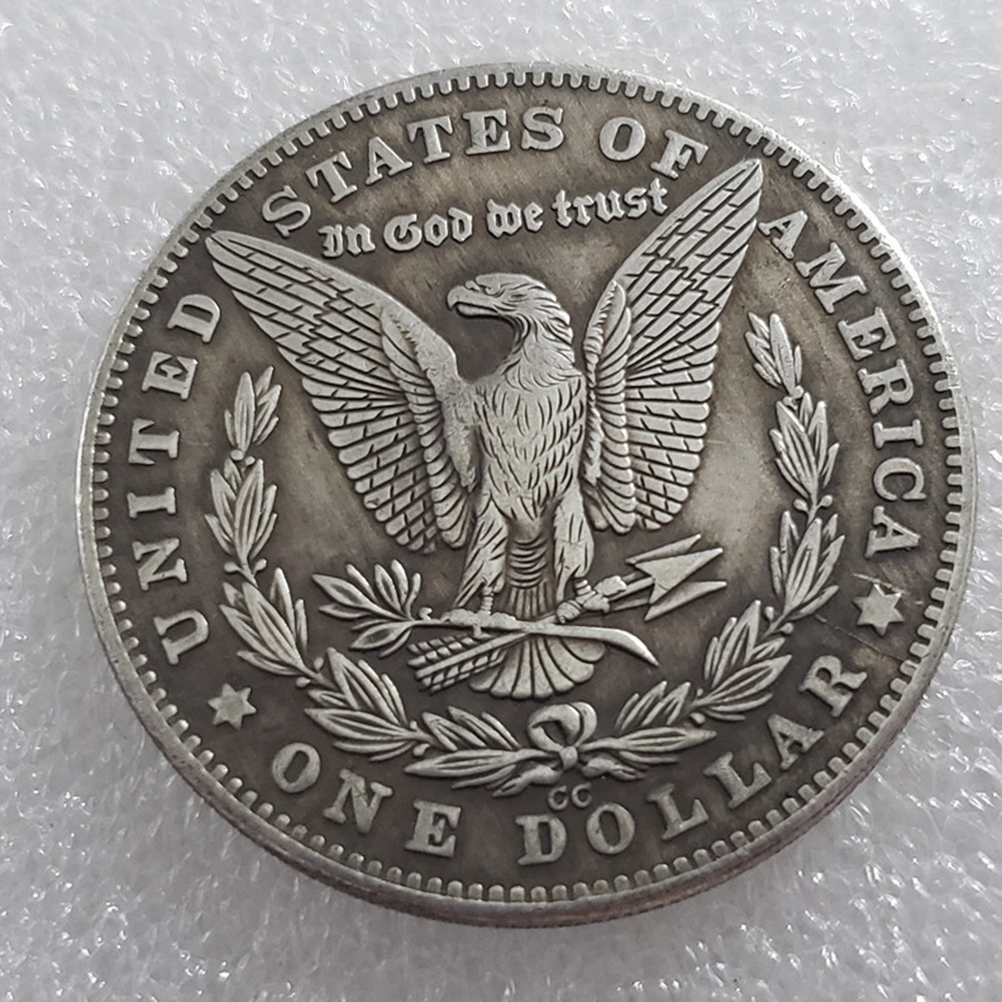 UNITED STATES OF AMERICA
In God we trust
CC
ONE DOLLAR